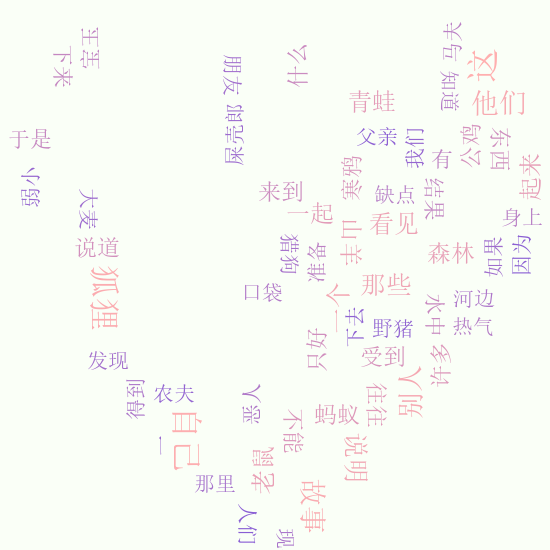 王宝
下来
马夫
什么
这
朋友
知道
青蛙
他们
屎壳郎
父亲
公鸡
东西
于是
我们
有
寒鸦
起来
弱小
大麦
来到
缺点
结果
一起
看见
身上
说道
猎狗
准备
山羊
森林
如果
因为
狐狸
口袋
一个
那些
水中
河边
下去
野猪
热气
只好
受到
许多
发现
得到
农夫
恶人
别人
往往
不能
蚂蚁
自己
一
说明
那里
老鼠
故事
人们
现